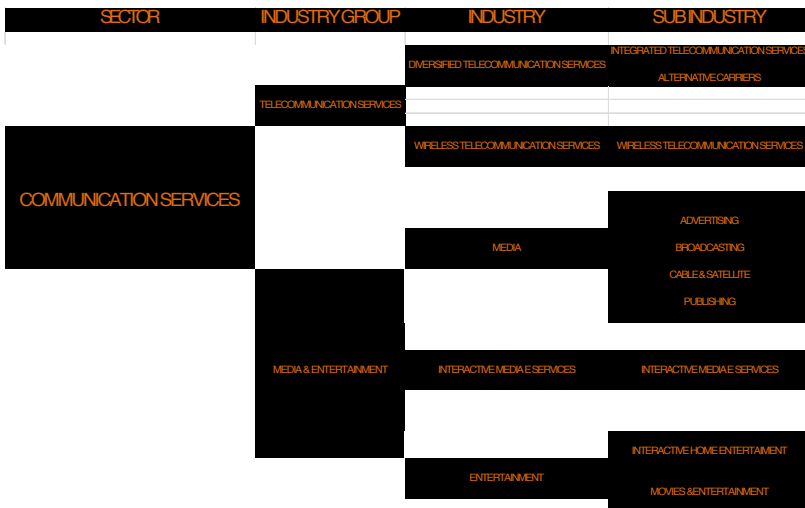 SECTOR INDUSTRY GROUP INDUSTRY SUB INDUSTRY
INTEGRATED TELECOMMUNICATION SERVICES
DIVERSIFIED TELECOMMUNICATION SERVICES
ALTERNATIVE CARRIERS
TELECOMMUNICATION SERVICES
WIRELESS TELECOMMUNICATION SERVICES WIRELESS TELECOMMUNICATION SERVICES
COMMUNICATION SERVICES
ADVERTISING
MEDIA BROADCASTING
CABLE & SATELLITE
PUBLISHING
MEDIA & ENTERTAINMENT INTERACTIVE MEDIA E SERVICES INTERACTIVE MEDIA E SERVICES
INTERACTIVE HOME ENTERTAIMENT
ENTERTAINMENT
MOVIES & ENTERTAINMENT